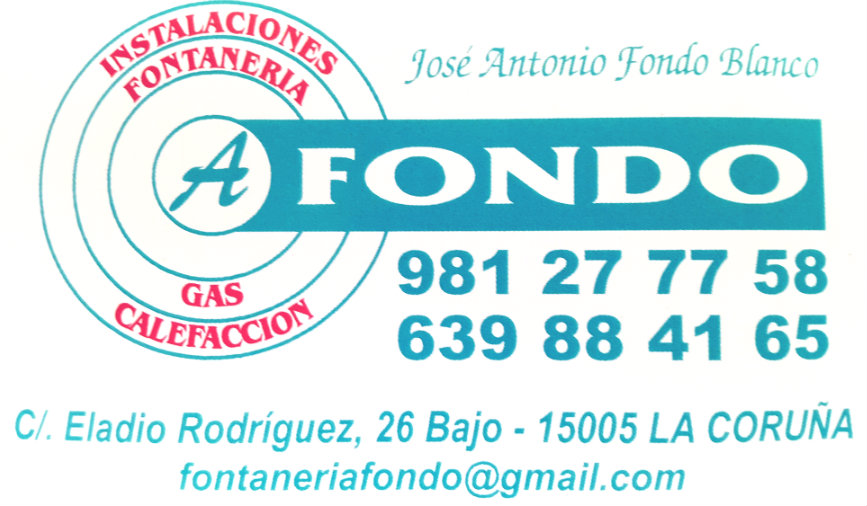 INSTALACIONES
FONTANERIA
José Antonio Fondo Blanco
A FONDO
GAS
CALEFACCION
981 27 77 58
639 88 41 65
C/. Eladio Rodríguez, 26 Bajo - 15005 LA CORUÑA
fontaneriafondo@gmail.com